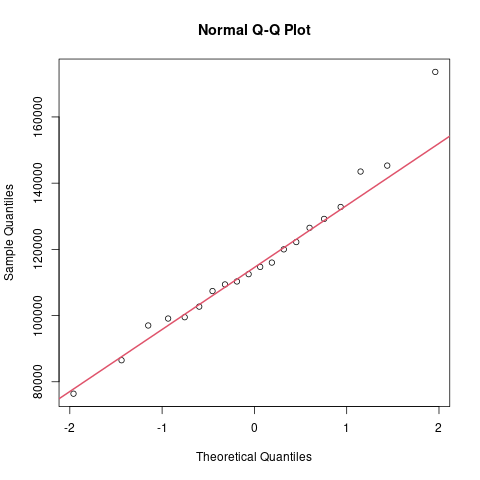 Normal Q-Q Plot
Sample Quantiles
160000
140000
120000
100000
80000
-2 -1 0 1 2
Theoretical Quantiles